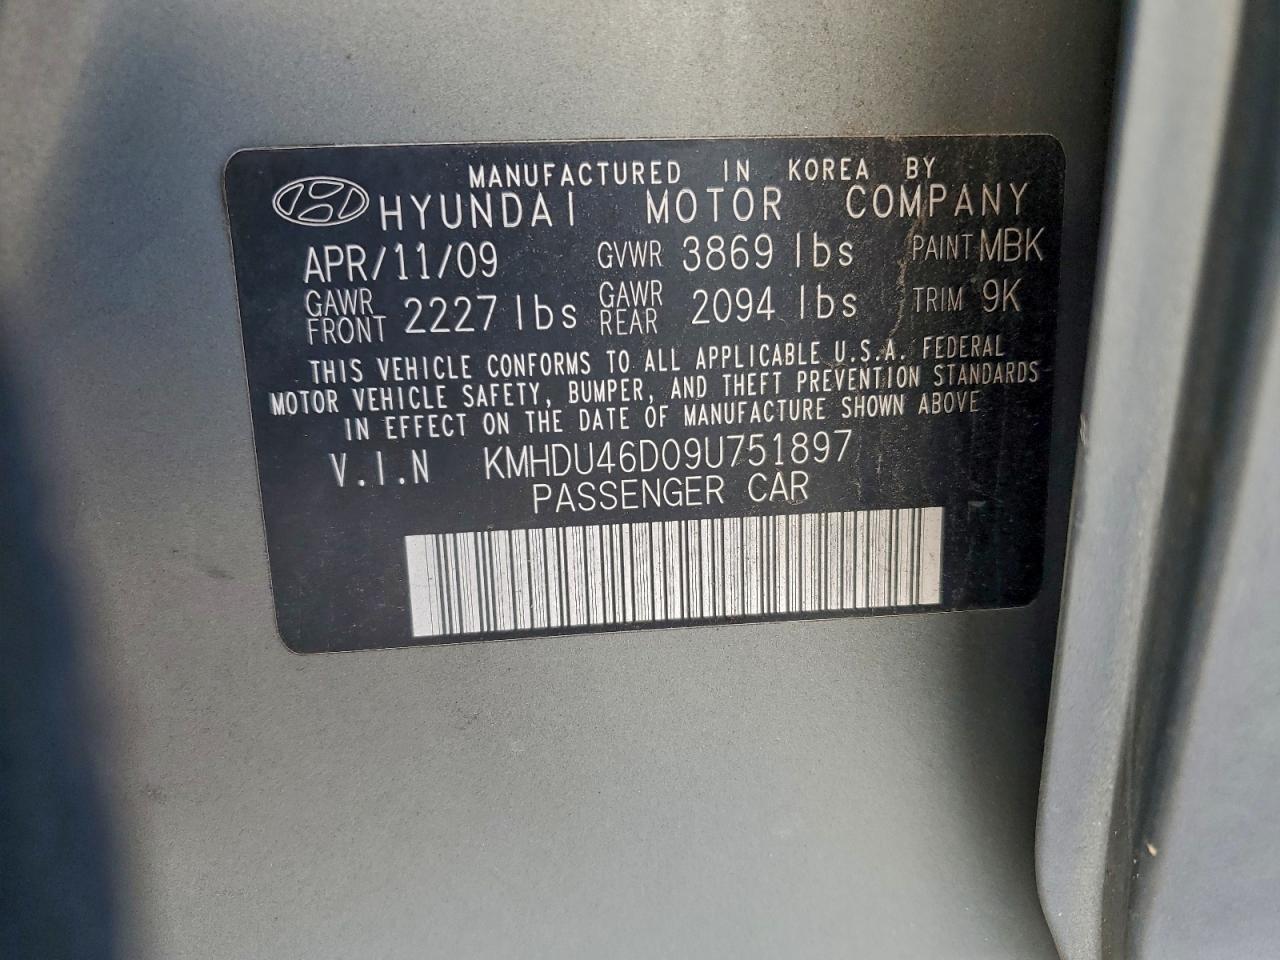 MANUFACTURED IN KOREA BY
HYUNDAI MOTOR COMPANY
APR/11/09 GVWR 3869 lbs PAINT MBK
GAWR FRONT 2227 lbs GAWR REAR 2094 lbs TRIM 9K
THIS VEHICLE CONFORMS TO ALL APPLICABLE U.S.A. FEDERAL
MOTOR VEHICLE SAFETY, BUMPER, AND THEFT PREVENTION STANDARDS
IN EFFECT ON THE DATE OF MANUFACTURE SHOWN ABOVE
V.I.N KMHDU46D09U751897
PASSENGER CAR